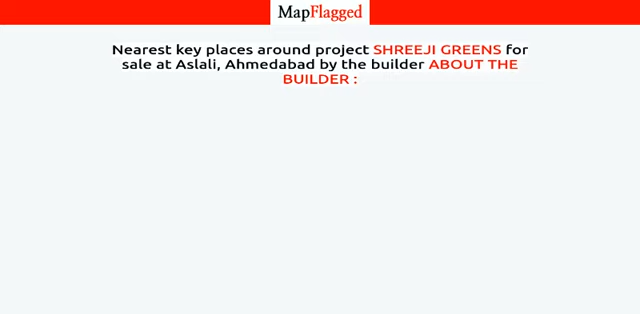 MapFlagged
Nearest key places around project SHREEJI GREENS for
sale at Aslali, Ahmedabad by the builder ABOUT THE
BUILDER :